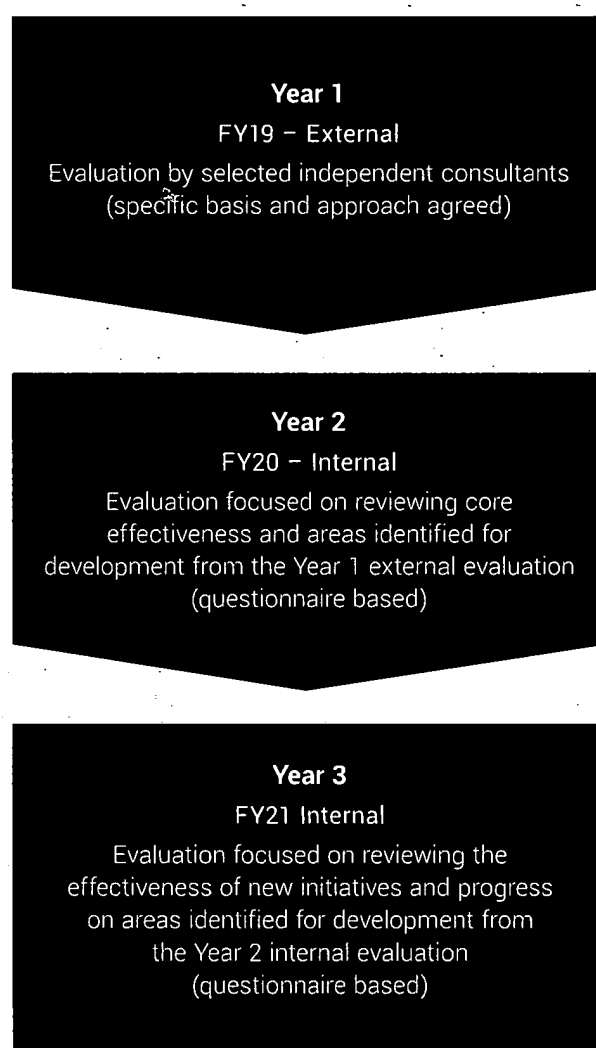 Year 1
FY19 – External
Evaluation by selected independent consultants
(specific basis and approach agreed)
Year 2
FY20 – Internal
Evaluation focused on reviewing core
effectiveness and areas identified for
development from the Year 1 external evaluation
(questionnaire based)
Year 3
FY21 Internal
Evaluation focused on reviewing the
effectiveness of new initiatives and progress
on areas identified for development from
the Year 2 internal evaluation
(questionnaire based)